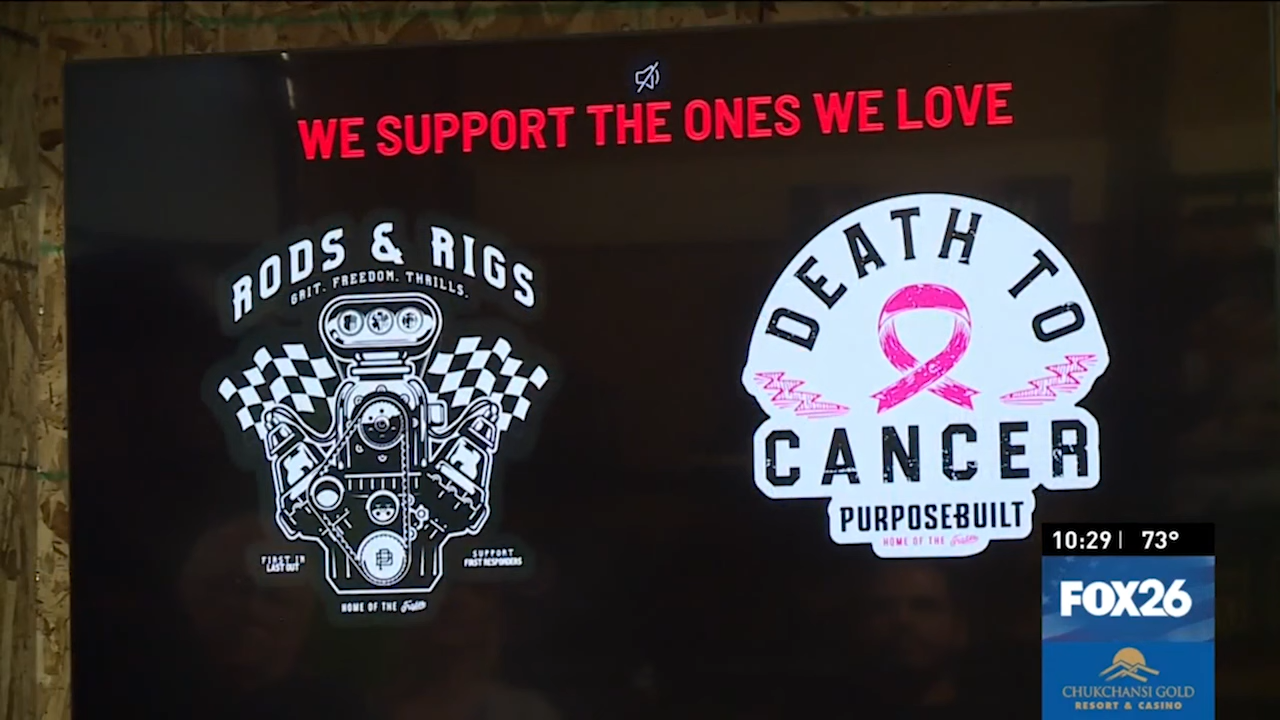 WE SUPPORT THE ONES WE LOVE
RODS & RIGS
GRIT. FREEDOM. THRILLS.
FIRST IN
LAST OUT
SUPPORT
FIRST RESPONDERS
HOME OF THE
DEATH TO
CANCER
PURPOSEBUILT
HOME OF THE
10:29 | 73°
FOX26
CHUKCHANSI GOLD
RESORT & CASINO